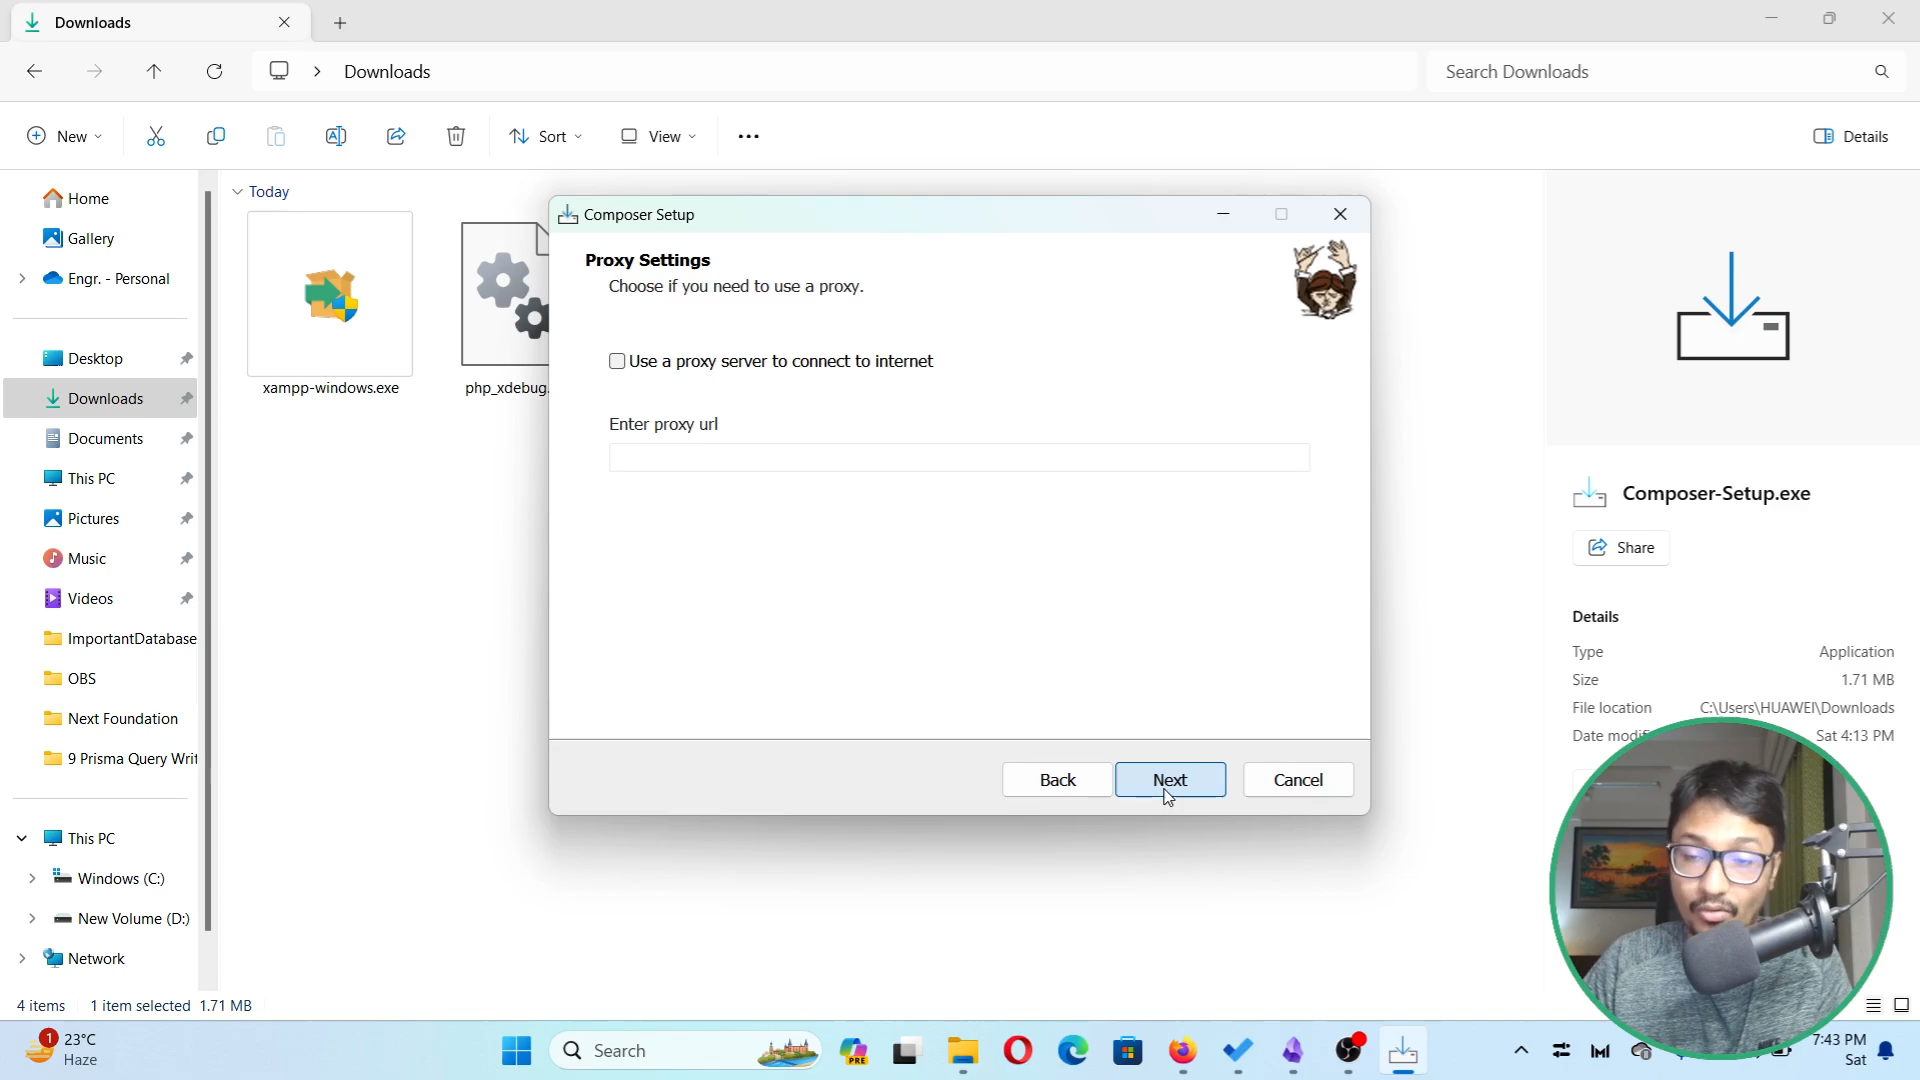 Downloads
Downloads
Search Downloads
New
Sort
View
Details
Home
Gallery
Engr. - Personal
Desktop
Downloads
Documents
This PC
Pictures
Music
Videos
ImportantDatabase
OBS
Next Foundation
9 Prisma Query Writ
This PC
Windows (C:)
New Volume (D:)
Network
Today
xampp-windows.exe
php_xdebug.
Composer Setup
Proxy Settings
Choose if you need to use a proxy.
Use a proxy server to connect to internet
Enter proxy url
Back
Next
Cancel
Composer-Setup.exe
Share
Details
Type Application
Size 1.71 MB
File location C:\Users\HUAWEI\Downloads
Date modifi Sat 4:13 PM
4 items 1 item selected 1.71 MB
1
23°C
Haze
Search
PRE
7:43 PM
Sat